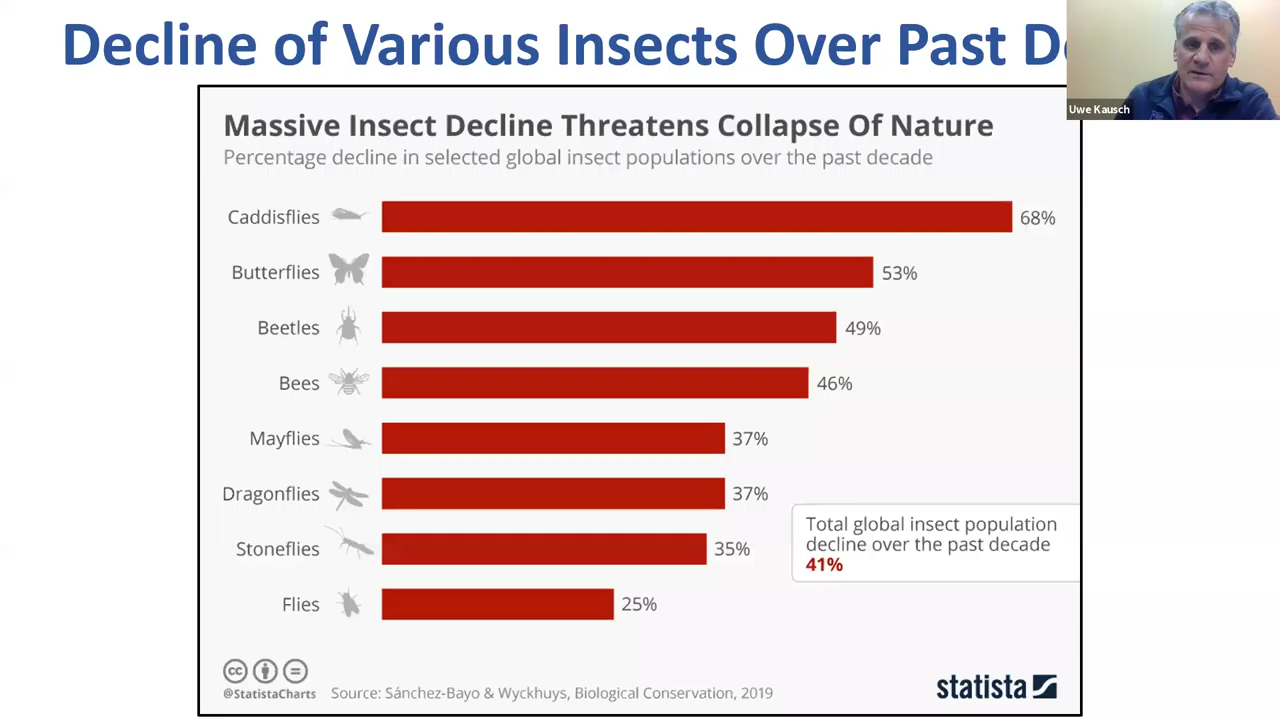 Decline of Various Insects Over Past
Uwe Kausch
Massive Insect Decline Threatens Collapse Of Nature
Percentage decline in selected global insect populations over the past decade
Caddisflies 68%
Butterflies 53%
Beetles 49%
Bees 46%
Mayflies 37%
Dragonflies 37%
Stoneflies 35%
Flies 25%
Total global insect population
decline over the past decade
41%
cc
@StatistaCharts Source: Sánchez-Bayo & Wyckhuys, Biological Conservation, 2019
statista